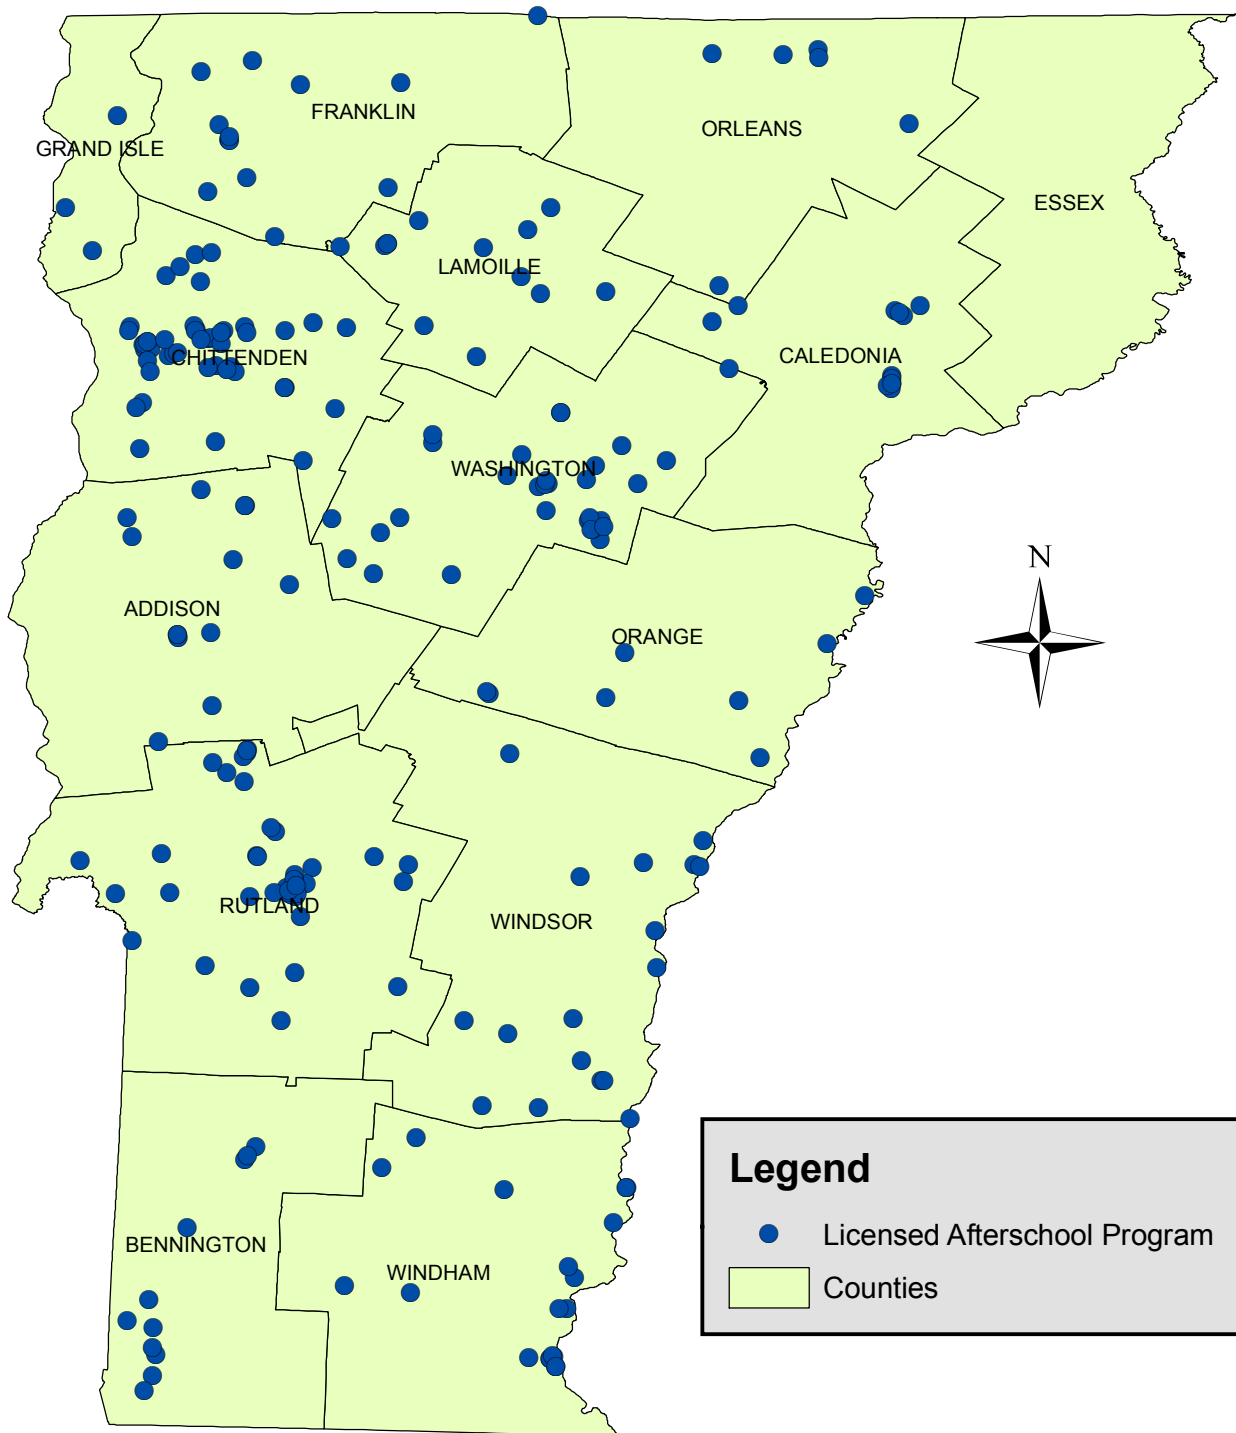 FRANKLIN
ORLEANS
GRAND ISLE
ESSEX
LAMOILLE
CHITTENDEN
CALEDONIA
WASHINGTON
N
ADDISON
ORANGE
RUTLAND
WINDSOR
Legend
Licensed Afterschool Program
BENNINGTON
WINDHAM
Counties